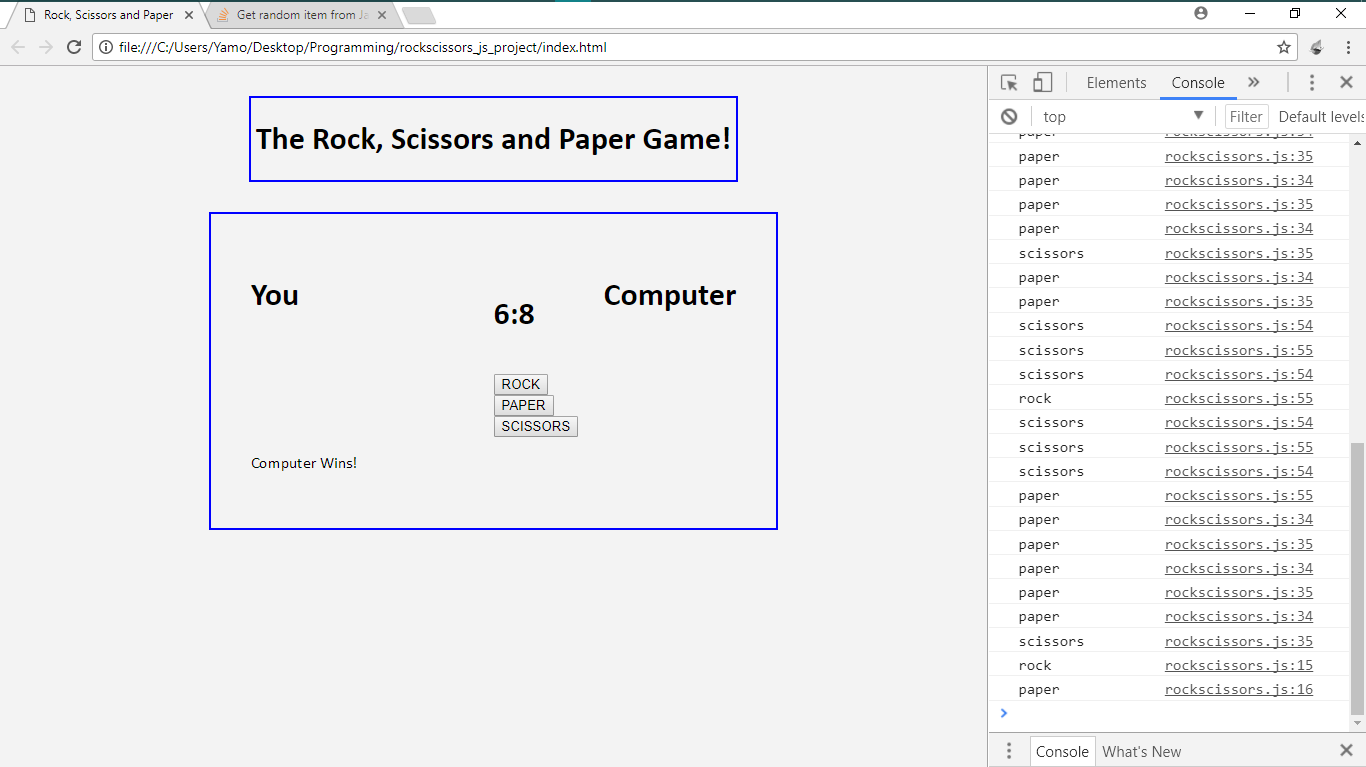 Rock, Scissors and Paper
Get random item from Ja
file:///C:/Users/Yamo/Desktop/Programming/rockscissors_js_project/index.html
The Rock, Scissors and Paper Game!
You
6:8
Computer
ROCK
PAPER
SCISSORS
Computer Wins!
Elements Console
top Filter Default levels
paper rockscissors.js:34
paper rockscissors.js:35
paper rockscissors.js:34
paper rockscissors.js:35
paper rockscissors.js:34
scissors rockscissors.js:35
paper rockscissors.js:34
paper rockscissors.js:35
scissors rockscissors.js:54
scissors rockscissors.js:55
scissors rockscissors.js:54
rock rockscissors.js:55
scissors rockscissors.js:54
scissors rockscissors.js:55
scissors rockscissors.js:54
paper rockscissors.js:55
paper rockscissors.js:34
paper rockscissors.js:35
paper rockscissors.js:34
paper rockscissors.js:35
paper rockscissors.js:34
scissors rockscissors.js:35
rock rockscissors.js:15
paper rockscissors.js:16
Console What's New